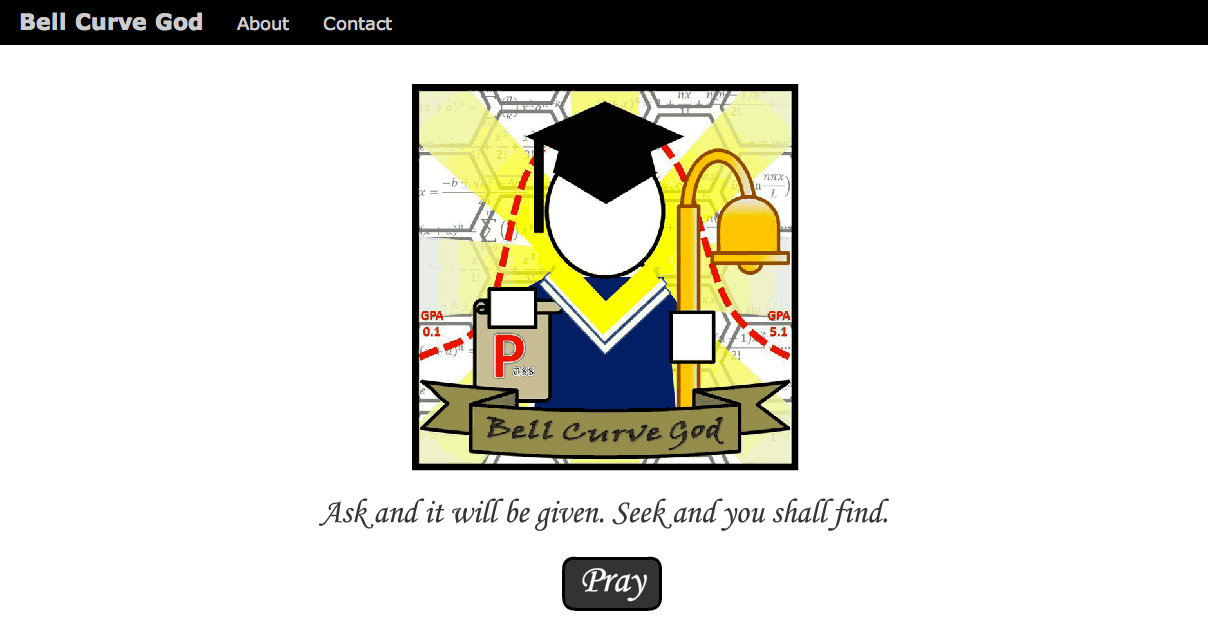 Bell Curve God About Contact
GPA
0.1
GPA
5.1
Pass
Bell Curve God
Ask and it will be given. Seek and you shall find.
Pray